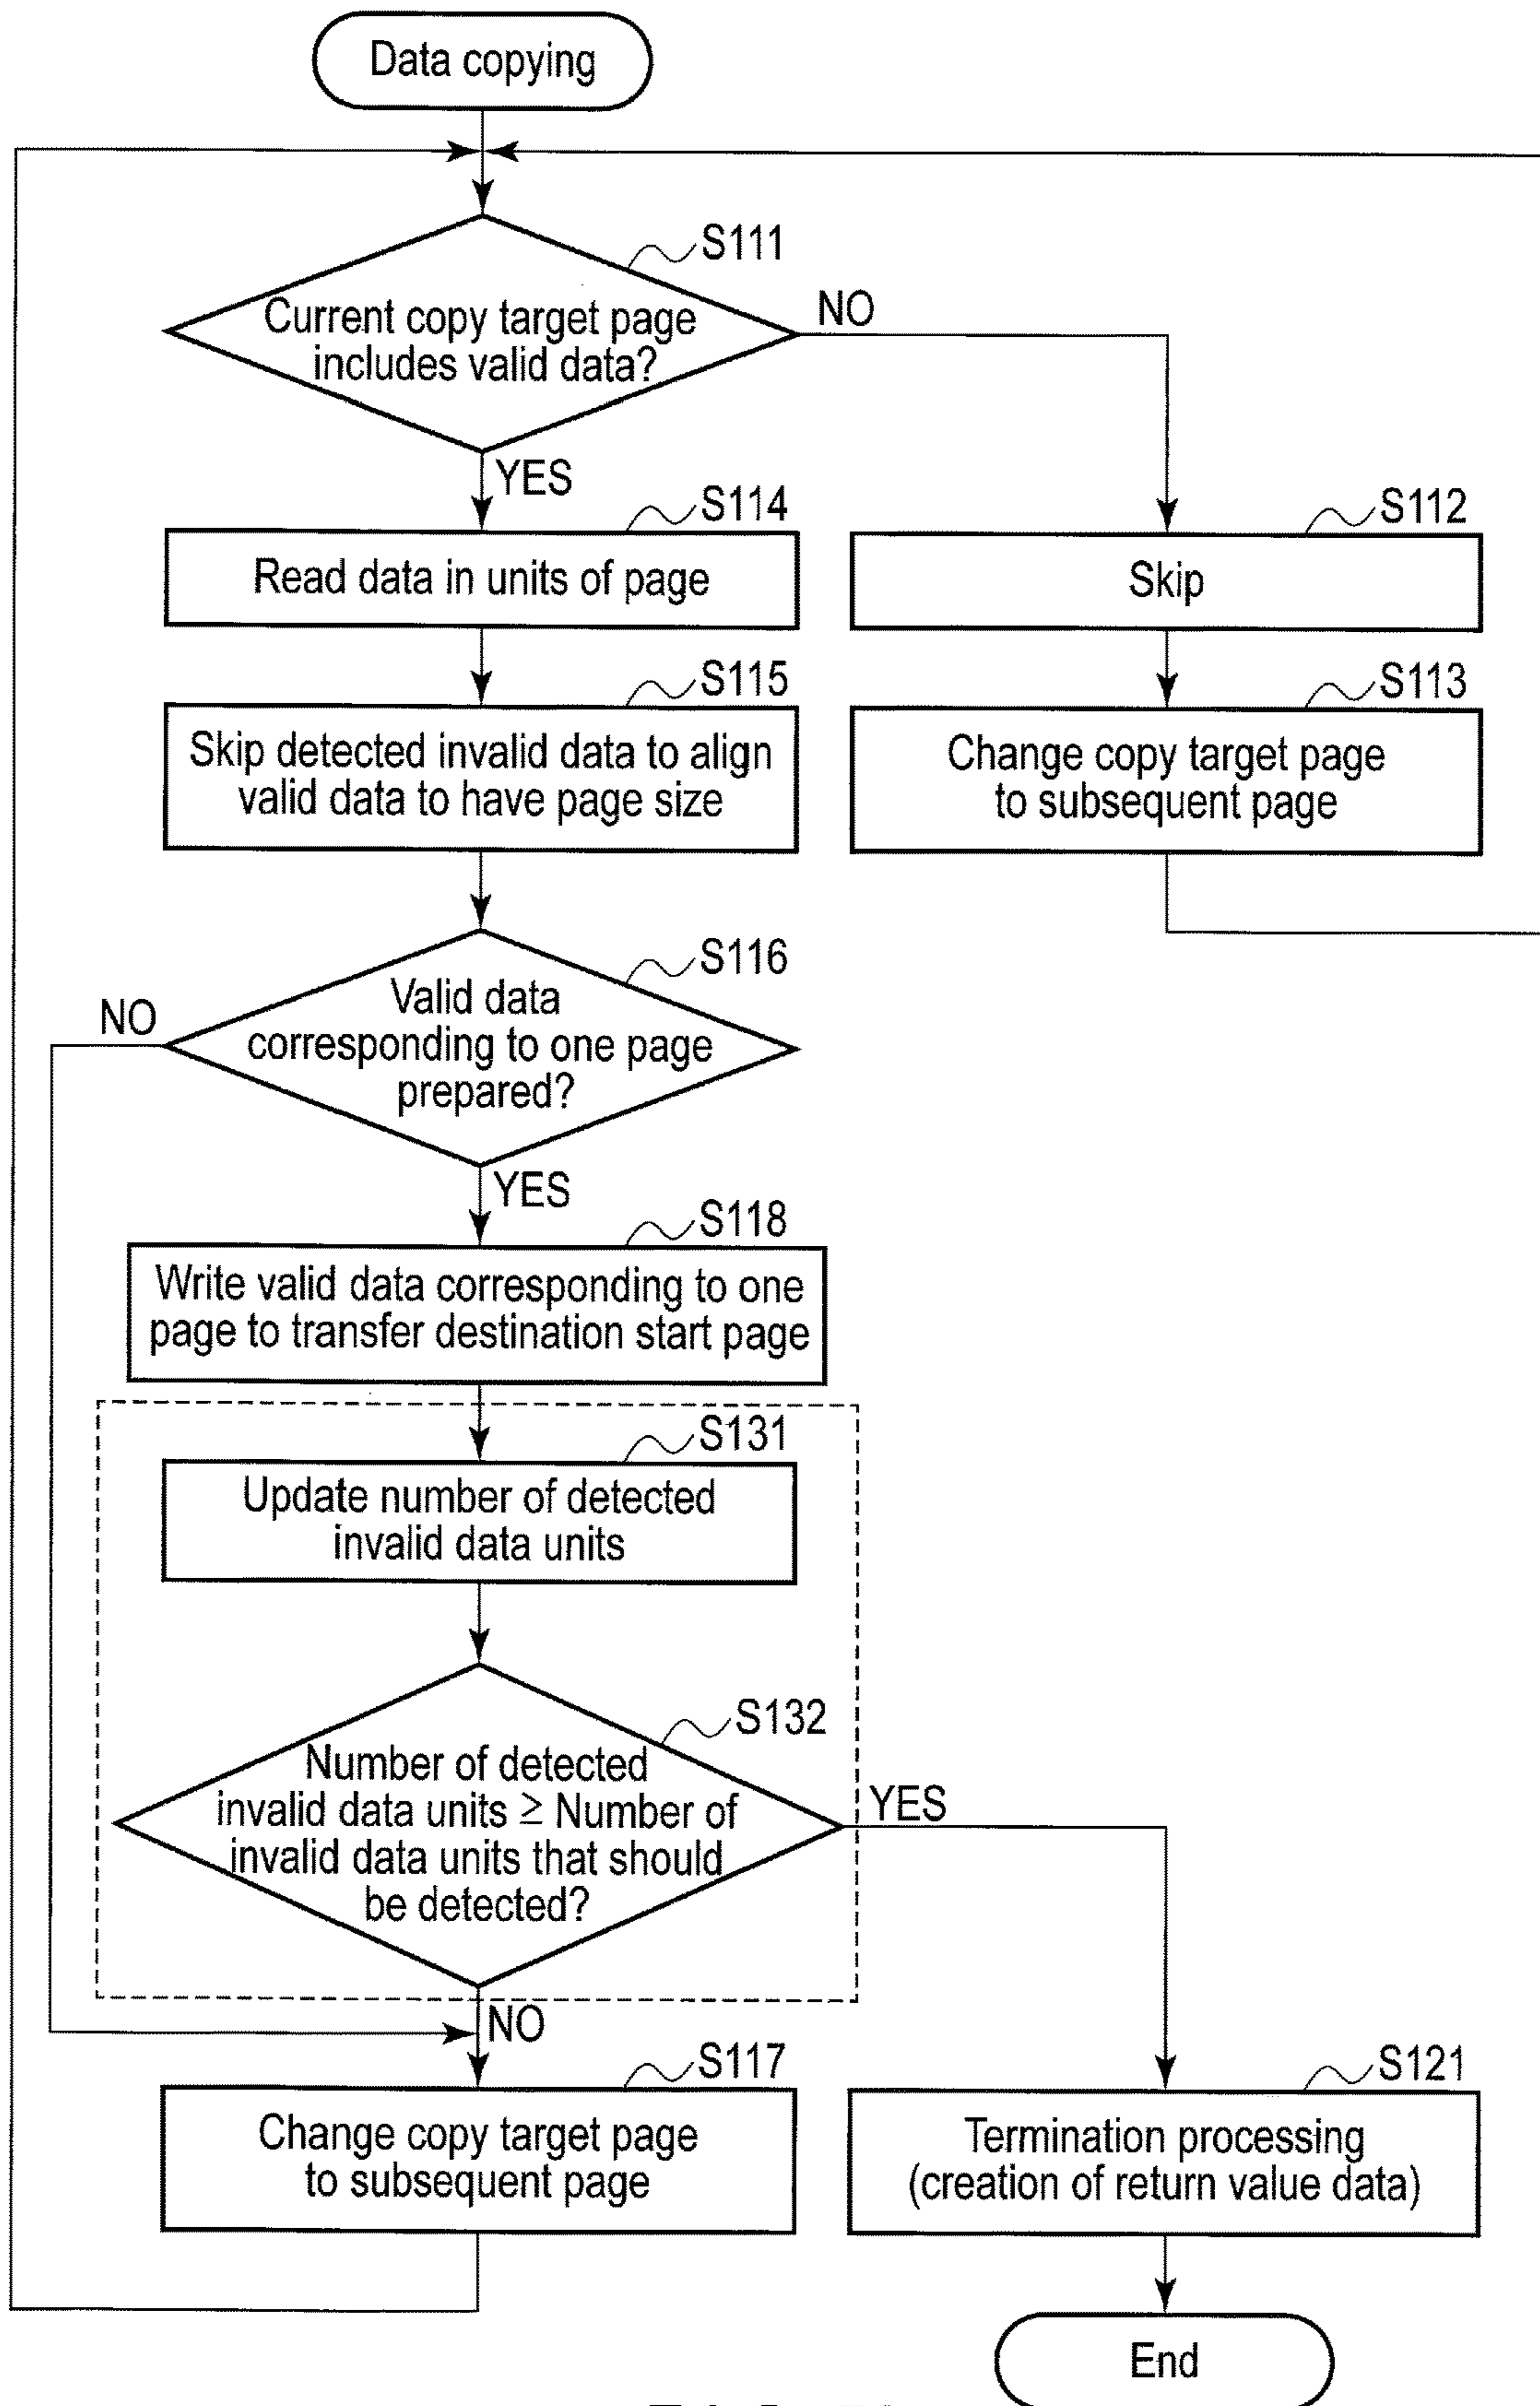 Data copying
S111
Current copy target page
includes valid data?
NO
YES
S114
Read data in units of page
S112
Skip
S115
Skip detected invalid data to align
valid data to have page size
S113
Change copy target page
to subsequent page
S116
Valid data
corresponding to one page
prepared?
NO
YES
S118
Write valid data corresponding to one
page to transfer destination start page
S131
Update number of detected
invalid data units
S132
Number of detected
invalid data units ≥ Number of
invalid data units that should
be detected?
YES
NO
S117
Change copy target page
to subsequent page
S121
Termination processing
(creation of return value data)
End